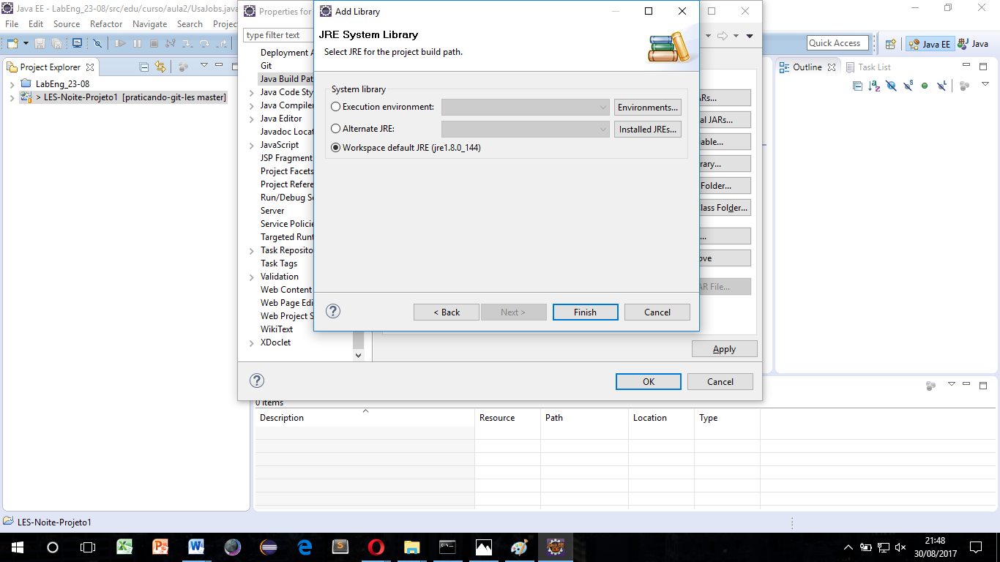 Java EE - LabEng_23-08/src/edu/curso/aula2/UsaJobs.java
File Edit Source Refactor Navigate Search Projec
Quick Access
Java EE
Java
Project Explorer
LabEng_23-08
> LES-Noite-Projeto1 [praticando-git-les master]
Properties for
type filter text
Deployment A
Git
Java Build Pat
Java Code Sty
Java Compiler
Java Editor
Javadoc Locat
JavaScript
JSP Fragment
Project Facets
Project Refere
Run/Debug Se
Server
Service Policie
Targeted Runt
Task Reposito
Task Tags
Validation
Web Content
Web Page Edi
Web Project S
WikiText
XDoclet
Add Library
JRE System Library
Select JRE for the project build path.
System library
Execution environment:
Environments...
Alternate JRE:
Installed JREs...
Workspace default JRE (jre1.8.0_144)
< Back
Next >
Finish
Cancel
ARs...
al JARs...
able...
rary...
Folder...
lass Folder...
...
ove
AR File...
Apply
OK
Cancel
Outline
Task List
0 items
Description Resource Path Location Type
LES-Noite-Projeto1
21:48
30/08/2017